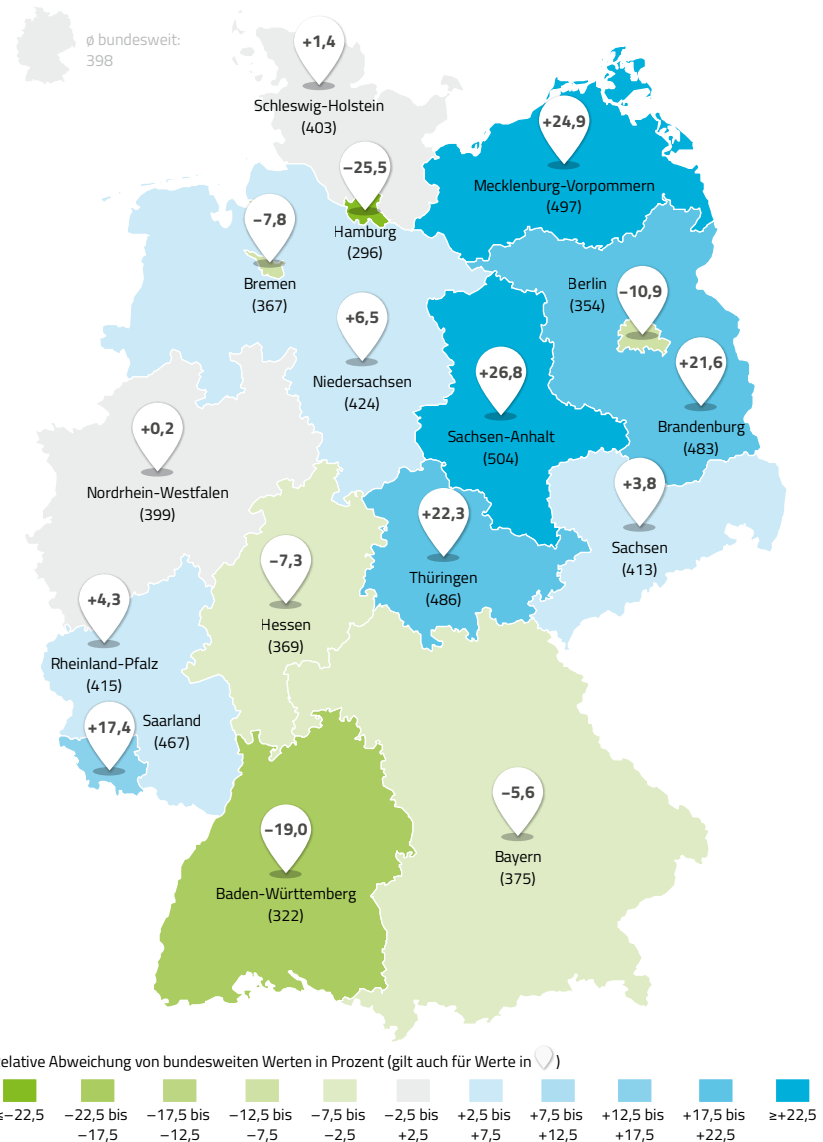 ø bundesweit:
398
+1,4
Schleswig-Holstein
(403)
+24,9
Mecklenburg-Vorpommern
(497)
−25,5
Hamburg
(296)
−7,8
Bremen
(367)
Berlin
(354)
−10,9
+6,5
Niedersachsen
(424)
+26,8
Sachsen-Anhalt
(504)
+21,6
Brandenburg
(483)
+0,2
Nordrhein-Westfalen
(399)
+3,8
Sachsen
(413)
+22,3
Thüringen
(486)
−7,3
Hessen
(369)
+4,3
Rheinland-Pfalz
(415)
+17,4
Saarland
(467)
−5,6
Bayern
(375)
−19,0
Baden-Württemberg
(322)
elative Abweichung von bundesweiten Werten in Prozent (gilt auch für Werte in )
≤−22,5 −22,5 bis −17,5 bis −12,5 bis −7,5 bis −2,5 bis +2,5 bis +7,5 bis +12,5 bis +17,5 bis ≥+22,5
−17,5 −12,5 −7,5 −2,5 +2,5 +7,5 +12,5 +17,5 +22,5